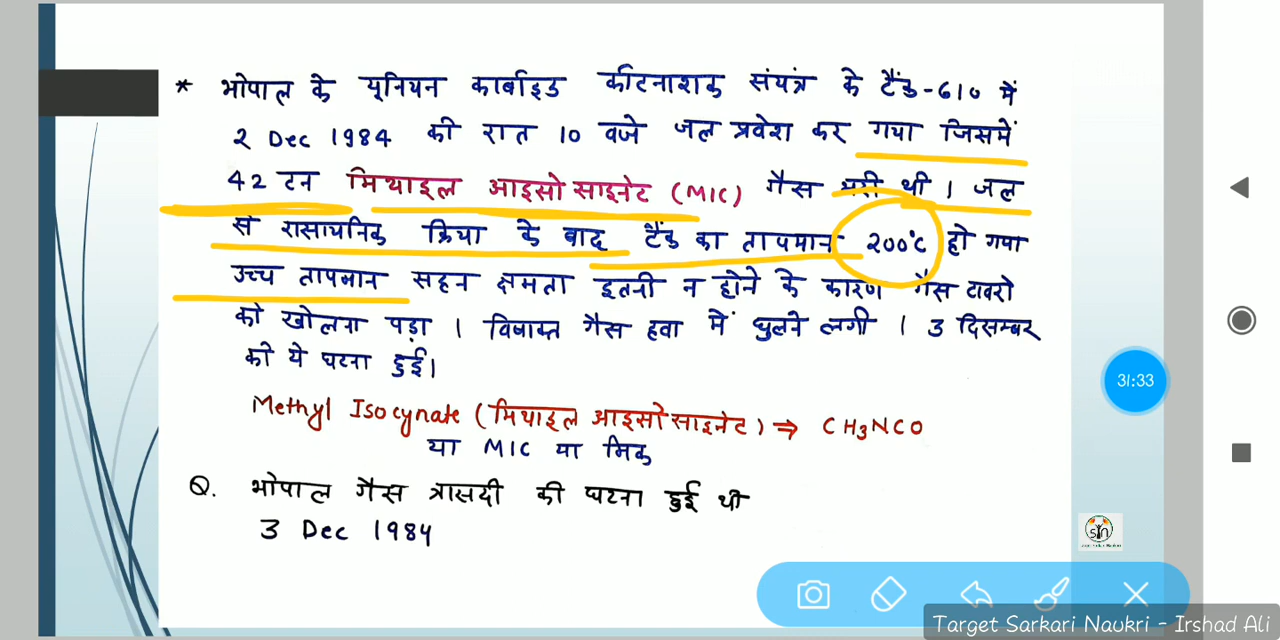 * भोपाल के यूनियन कार्बाइड कीटनाशक संयंत्र के टैंक-610 में
2 Dec 1984 की रात 10 बजे जल प्रवेश कर गया जिसमें
42 टन मिथाइल आइसोसाइनेट (MIC) गैस भरी थी । जल
से रासायनिक क्रिया के बाद टैंक का तापमान 200°C हो गया
उच्च तापमान सहन क्षमता इतनी न होने के कारण गैस टावरो
को खोलना पड़ा । विषाक्त गैस हवा में घुलने लगी । 3 दिसम्बर
की ये घटना हुई।
Methyl Isocynate (मिथाइल आइसोसाइनेट) ⇒ CH3NCO
या MIC या मिक
Q. भोपाल गैस त्रासदी की घटना हुई थी
3 Dec 1984
31:33
Target Sarkari Naukri - Irshad Ali